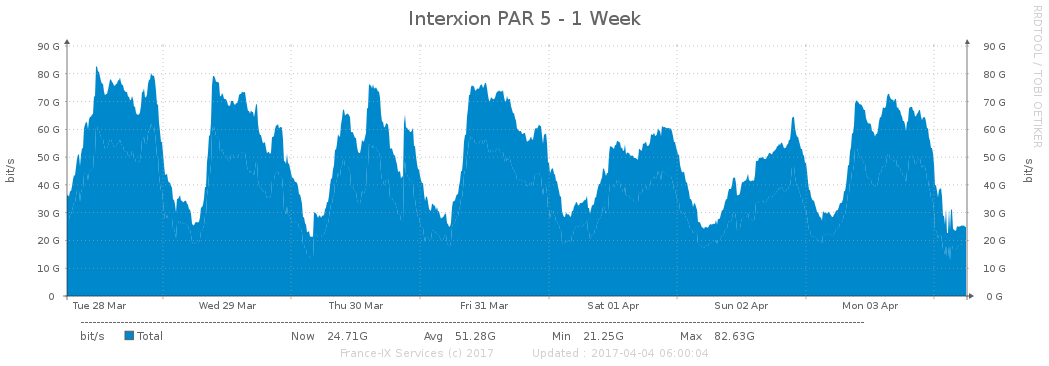 Interxion PAR 5 - 1 Week
RRDTOOL / TOBI OETIKER
90 G 90 G
80 G 80 G
70 G 70 G
60 G 60 G
50 G 50 G
40 G 40 G
30 G 30 G
20 G 20 G
10 G 10 G
0 0 G
bit/s bit/s
Tue 28 Mar Wed 29 Mar Thu 30 Mar Fri 31 Mar Sat 01 Apr Sun 02 Apr Mon 03 Apr
bit/s Total Now 24.71G Avg 51.28G Min 21.25G Max 82.63G
France-IX Services (c) 2017 Updated : 2017-04-04 06:00:04